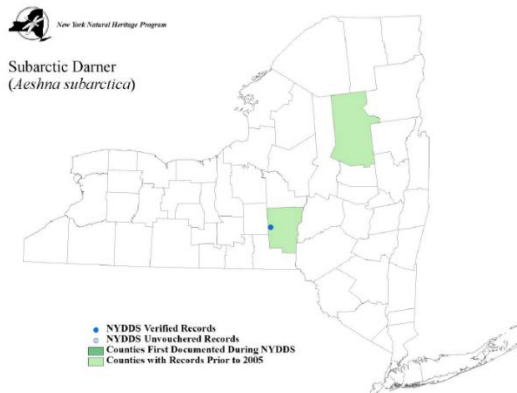 New York Natural Heritage Program
Subarctic Darner
(Aeshna subarctica)
NYDDS Verified Records
NYDDS Unvouchered Records
Counties First Documented During NYDDS
Counties with Records Prior to 2005